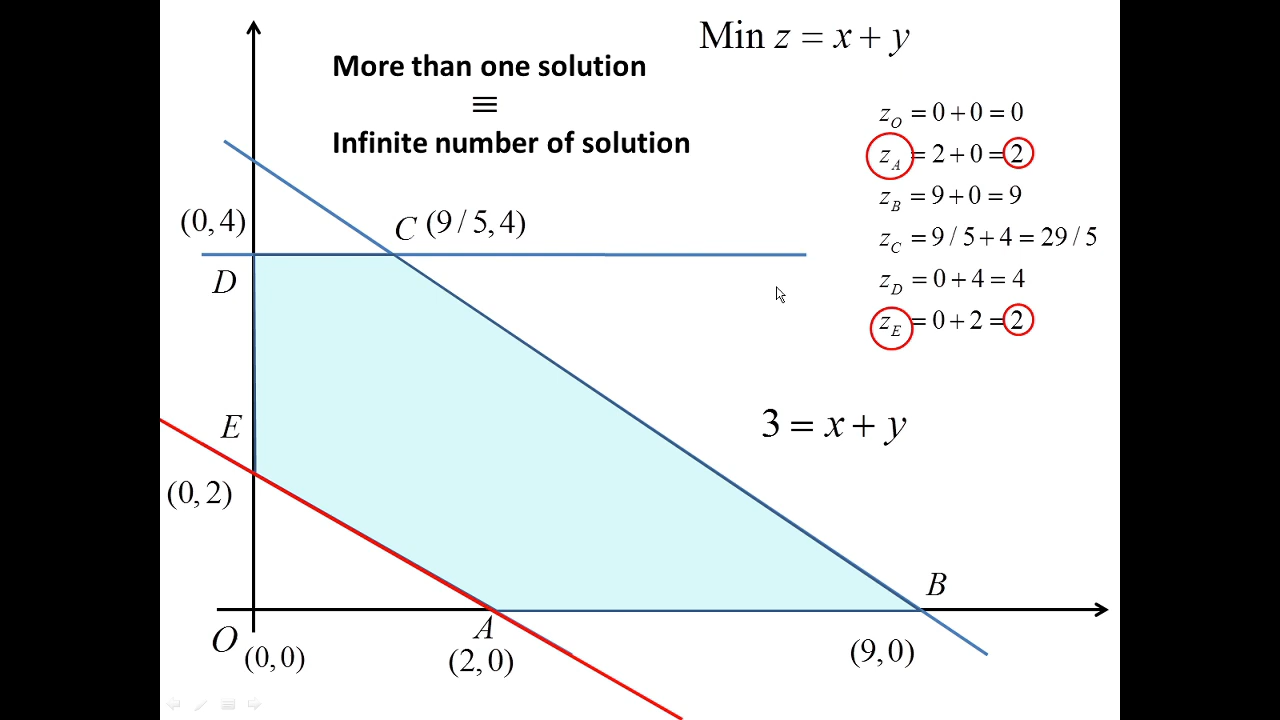 Min z = x + y
More than one solution
≡
Infinite number of solution
z_O = 0 + 0 = 0
z_A = 2 + 0 = 2
z_B = 9 + 0 = 9
z_C = 9 / 5 + 4 = 29 / 5
z_D = 0 + 4 = 4
z_E = 0 + 2 = 2
(0, 4)
C (9 / 5, 4)
D
E
3 = x + y
(0, 2)
B
O
(0, 0)
A
(2, 0)
(9, 0)